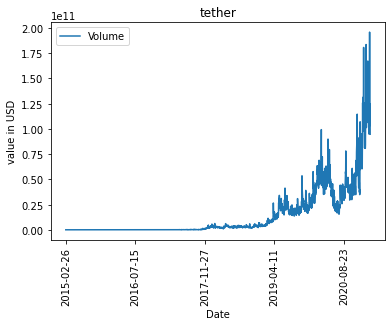 tether
1e11
Volume
2.00
1.75
1.50
1.25
1.00
0.75
0.50
0.25
0.00
value in USD
2015-02-26
2016-07-15
2017-11-27
2019-04-11
2020-08-23
Date